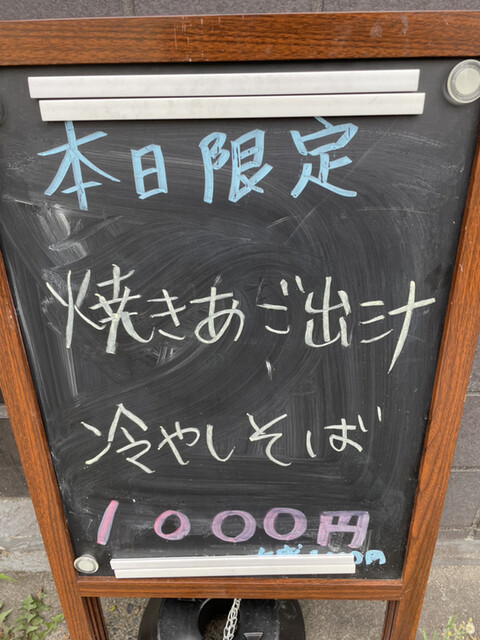 本日限定
焼きあご出汁
冷やしそば
1000円
円